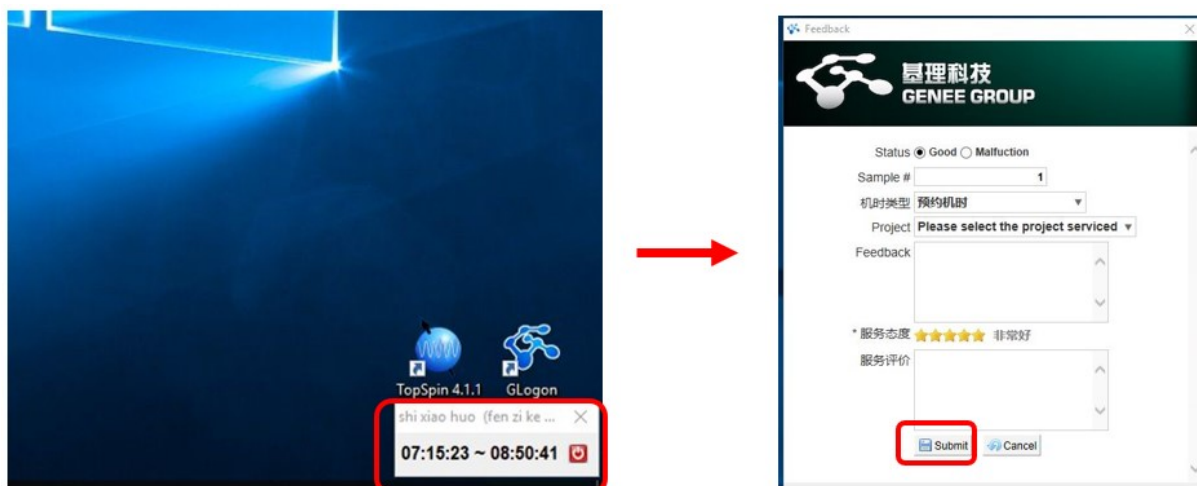 TopSpin 4.1.1
GLogon
shi xiao huo (fen zi ke ...
07:15:23 ~ 08:50:41
Feedback
基理科技
GENEE GROUP
Status Good Malfuction
Sample # 1
机时类型 预约机时
Project Please select the project serviced
Feedback
* 服务态度 非常好
服务评价
Submit Cancel